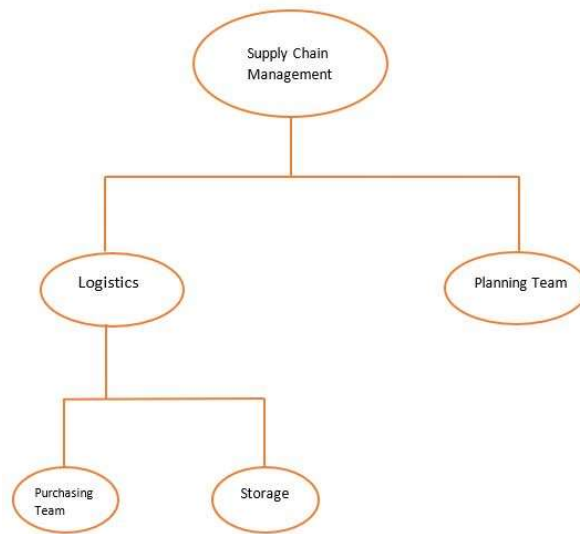 Supply Chain
Management
Logistics
Planning Team
Purchasing
Team
Storage